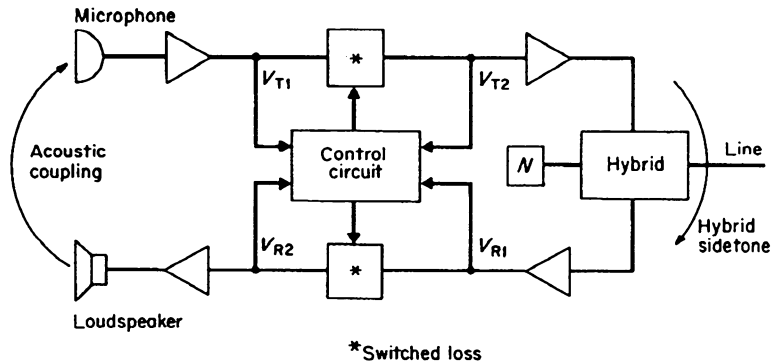 Microphone
*
V_T1
V_T2
Acoustic
coupling
Control
circuit
N
Hybrid
Line
Hybrid
sidetone
V_R2
V_R1
*
Loudspeaker
*Switched loss